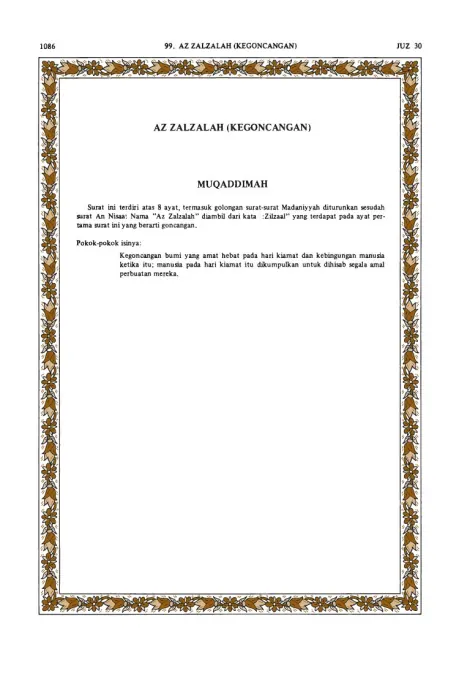 1086 99. AZ ZALZALAH (KEGONCANGAN) JUZ 30
AZ ZALZALAH (KEGONCANGAN)
MUQADDIMAH
Surat ini terdiri atas 8 ayat, termasuk golongan surat-surat Madaniyyah diturunkan sesudah
surat An Nisaa: Nama "Az Zalzalah" diambil dari kata :Zilzaal" yang terdapat pada ayat per-
tama surat ini yang berarti goncangan.
Pokok-pokok isinya:
Kegoncangan bumi yang amat hebat pada hari kiamat dan kebingungan manusia
ketika itu; manusia pada hari kiamat itu dikumpulkan untuk dihisab segala amal
perbuatan mereka.